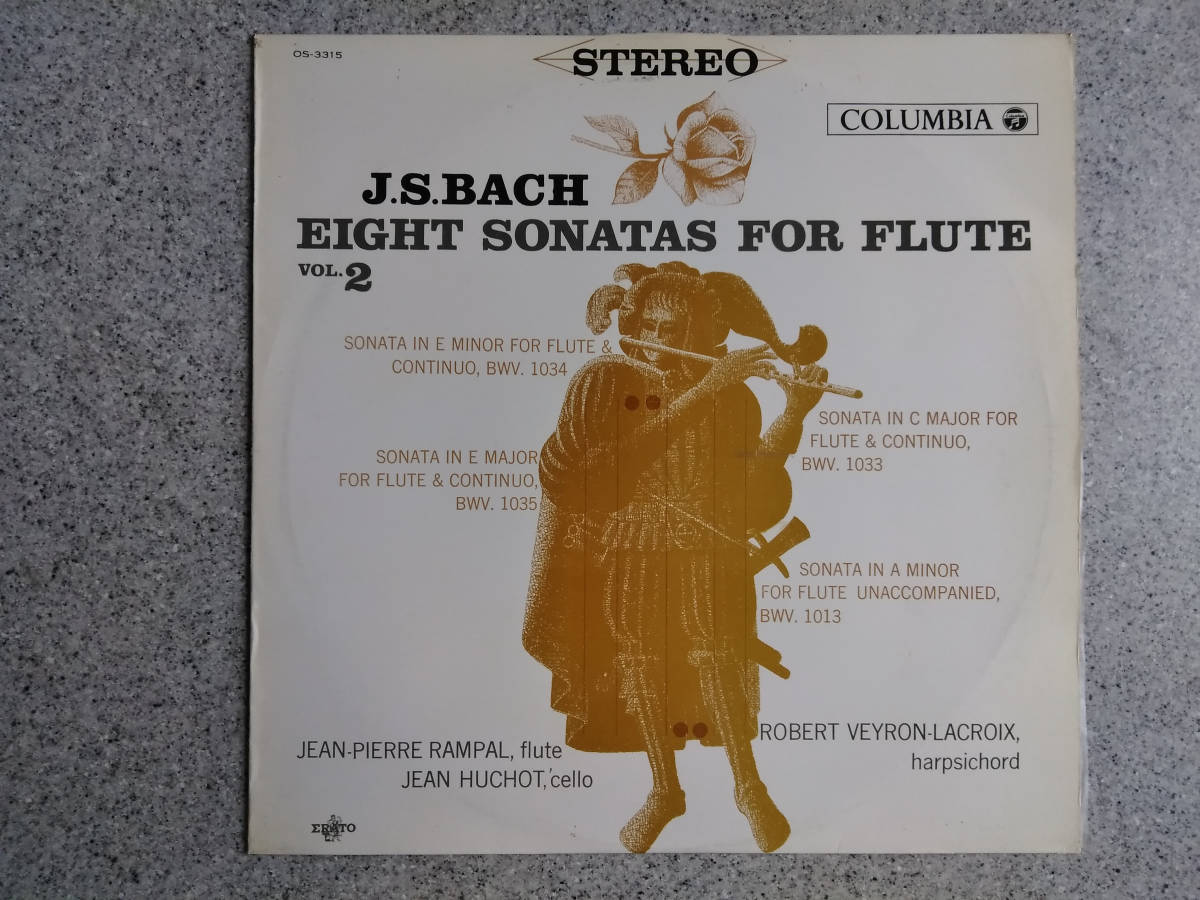 OS-3315
STEREO
COLUMBIA
J.S.BACH
EIGHT SONATAS FOR FLUTE
VOL.2
SONATA IN E MINOR FOR FLUTE &
CONTINUO, BWV. 1034
SONATA IN C MAJOR FOR
FLUTE & CONTINUO,
BWV. 1033
SONATA IN E MAJOR
FOR FLUTE & CONTINUO,
BWV. 1035
SONATA IN A MINOR
FOR FLUTE UNACCOMPANIED,
BWV. 1013
JEAN-PIERRE RAMPAL, flute
JEAN HUCHOT, 'cello
ROBERT VEYRON-LACROIX,
harpsichord
ΣRATO